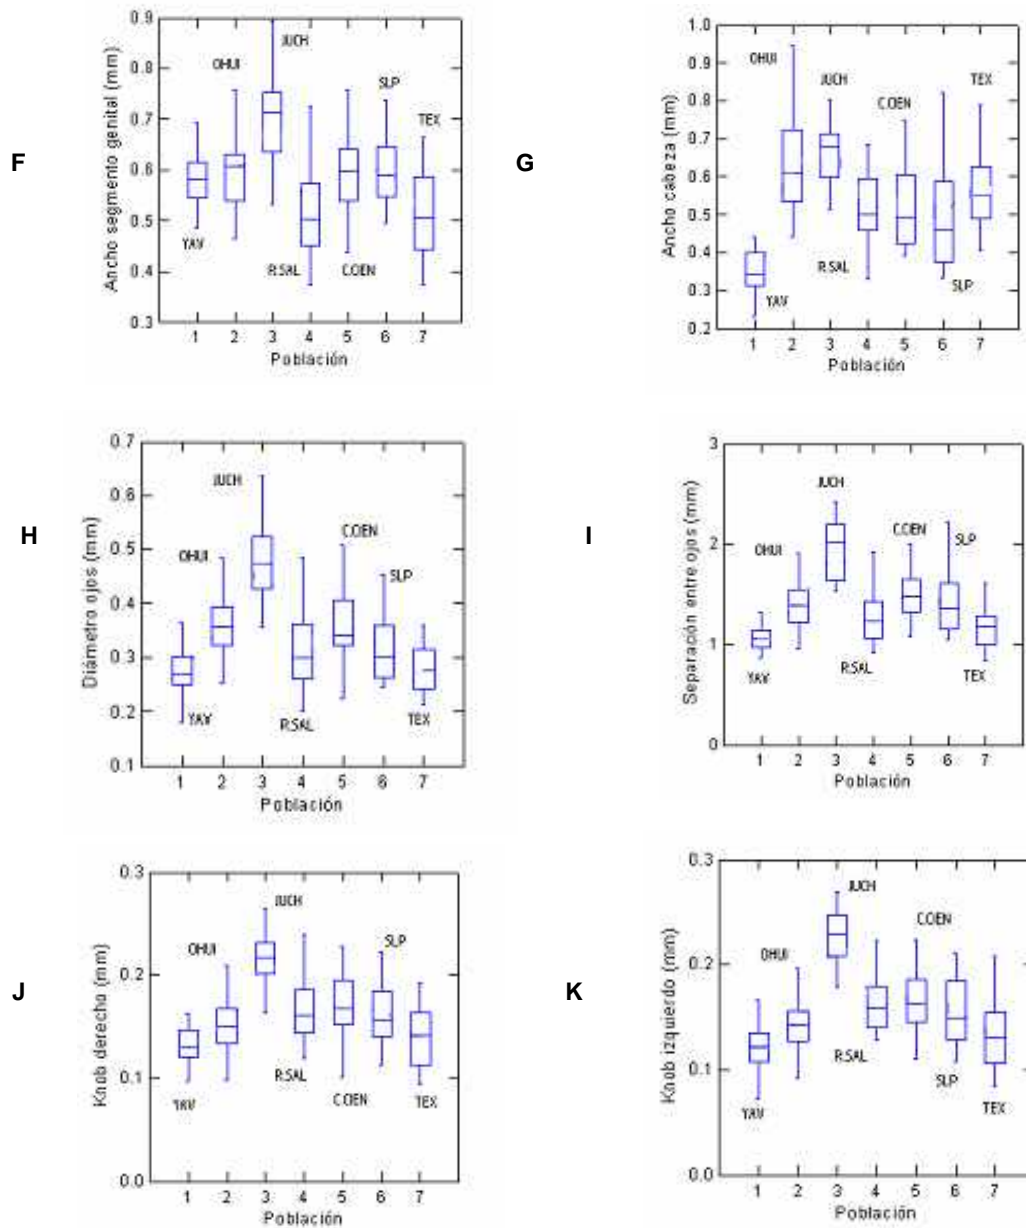 F
Ancho segmento genital (mm)
0.9
0.8
0.7
0.6
0.5
0.4
0.3
YAV
OHUI
JUCH
R.SAL
C.OEN
SLP
TEX
1 2 3 4 5 6 7
Población
G
Ancho cabeza (mm)
1.0
0.9
0.8
0.7
0.6
0.5
0.4
0.3
0.2
YAV
OHUI
JUCH
R.SAL
C.OEN
SLP
TEX
1 2 3 4 5 6 7
Población
H
Diámetro ojos (mm)
0.7
0.6
0.5
0.4
0.3
0.2
0.1
YAV
OHUI
JUCH
R.SAL
C.OEN
SLP
TEX
1 2 3 4 5 6 7
Población
I
Separación entre ojos (mm)
3
2
1
0
YAV
OHUI
JUCH
R.SAL
C.OEN
SLP
TEX
1 2 3 4 5 6 7
Población
J
Knob derecho (mm)
0.3
0.2
0.1
0.0
YAV
OHUI
JUCH
R.SAL
C.OEN
SLP
TEX
1 2 3 4 5 6 7
Población
K
Knob izquierdo (mm)
0.3
0.2
0.1
0.0
YAV
OHUI
JUCH
R.SAL
C.OEN
SLP
TEX
1 2 3 4 5 6 7
Población